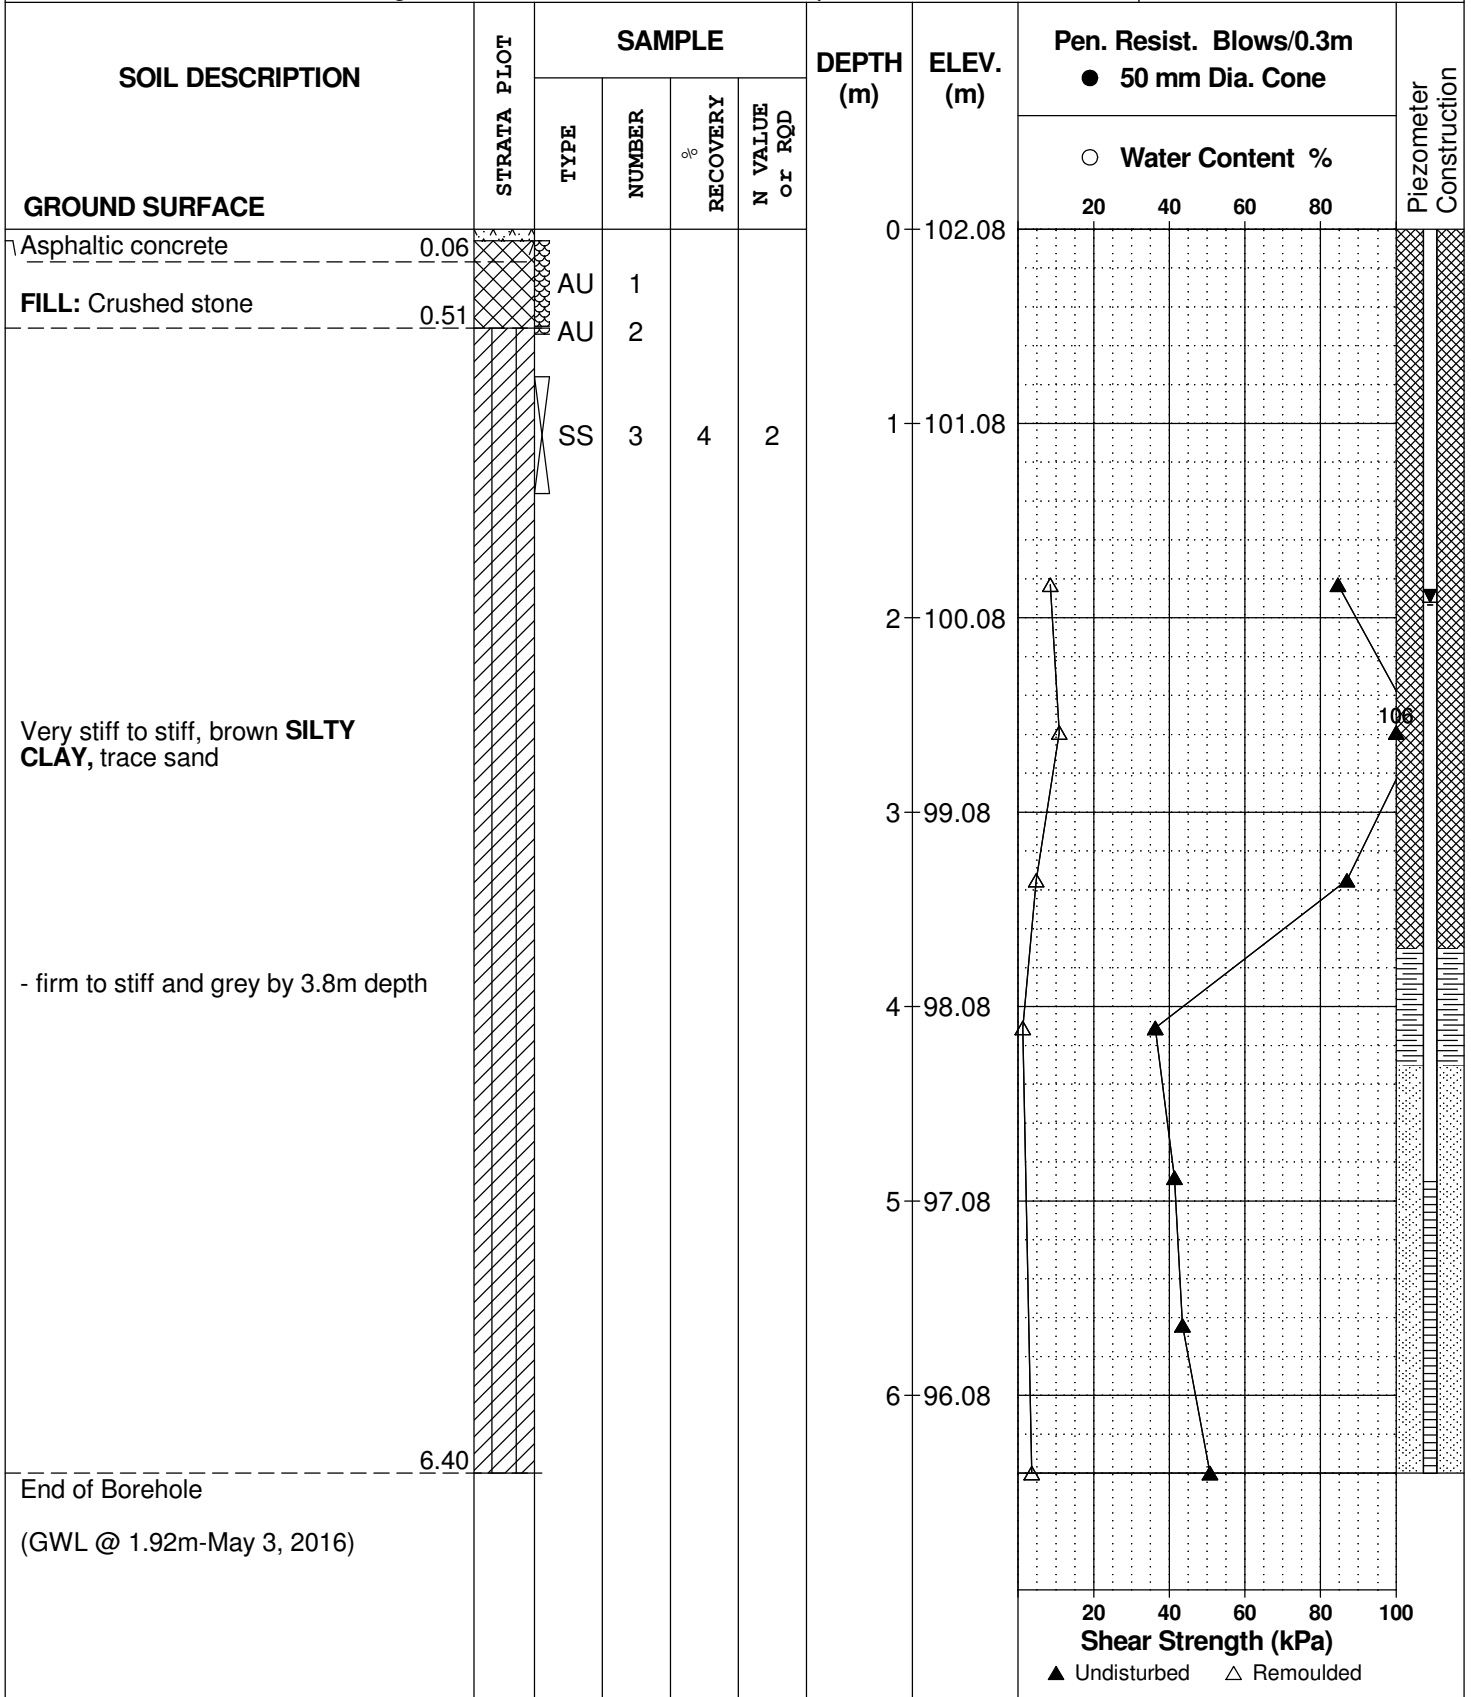 SOIL DESCRIPTION
GROUND SURFACE
STRATA PLOT
SAMPLE
TYPE
NUMBER
% RECOVERY
N VALUE
or RQD
DEPTH
(m)
ELEV.
(m)
Pen. Resist. Blows/0.3m
● 50 mm Dia. Cone
○ Water Content %
20 40 60 80
Piezometer
Construction
0 102.08
Asphaltic concrete 0.06
AU 1
FILL: Crushed stone 0.51
AU 2
SS 3 4 2
1 101.08
2 100.08
106
Very stiff to stiff, brown SILTY
CLAY, trace sand
3 99.08
- firm to stiff and grey by 3.8m depth
4 98.08
5 97.08
6 96.08
6.40
End of Borehole
(GWL @ 1.92m-May 3, 2016)
20 40 60 80 100
Shear Strength (kPa)
▲ Undisturbed △ Remoulded